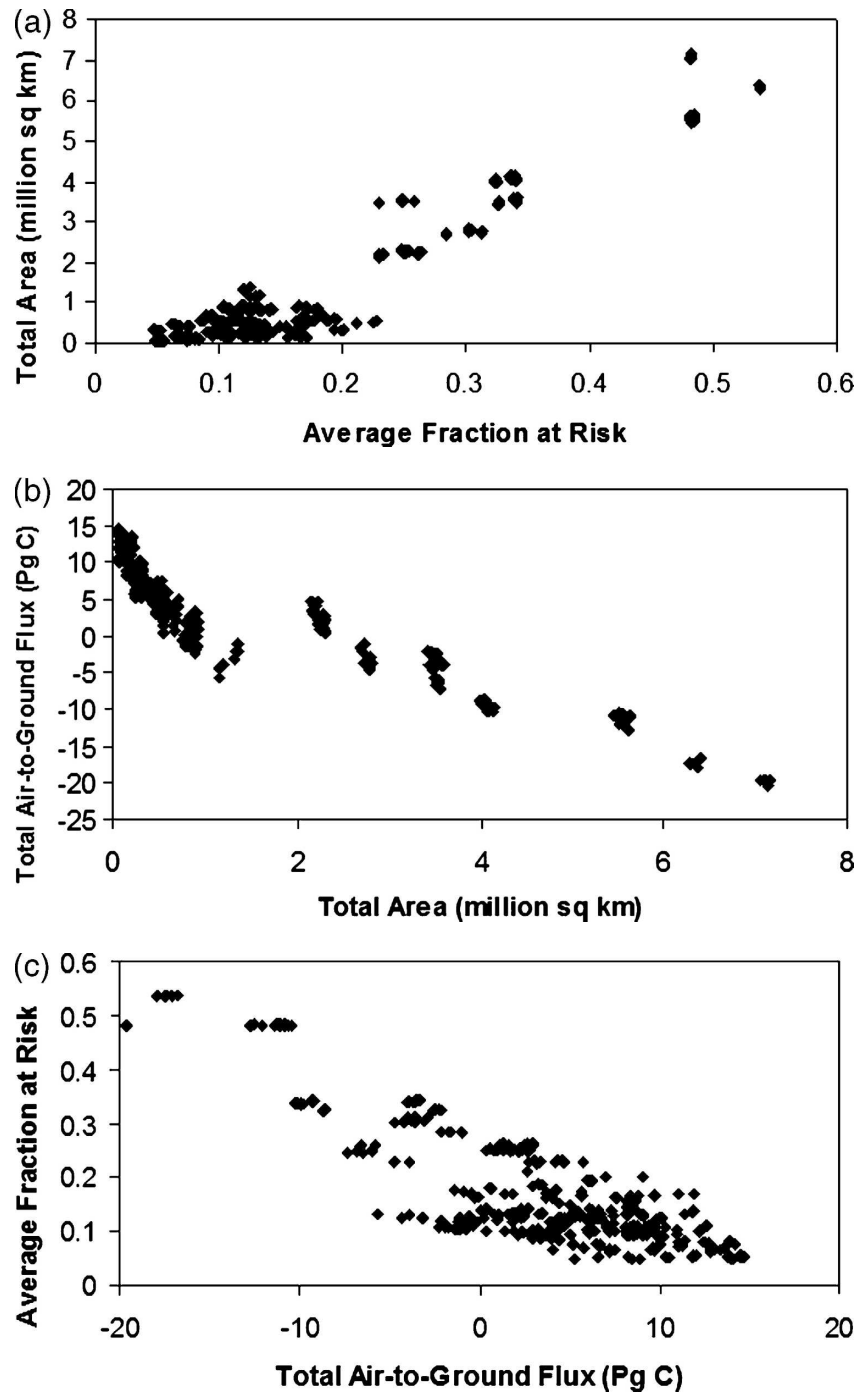 (a)
Total Area (million sq km)
8
7
6
5
4
3
2
1
0
0 0.1 0.2 0.3 0.4 0.5 0.6
Average Fraction at Risk
(b)
Total Air-to-Ground Flux (Pg C)
20
15
10
5
0
-5
-10
-15
-20
-25
0 2 4 6 8
Total Area (million sq km)
(c)
Average Fraction at Risk
0.6
0.5
0.4
0.3
0.2
0.1
0
-20 -10 0 10 20
Total Air-to-Ground Flux (Pg C)